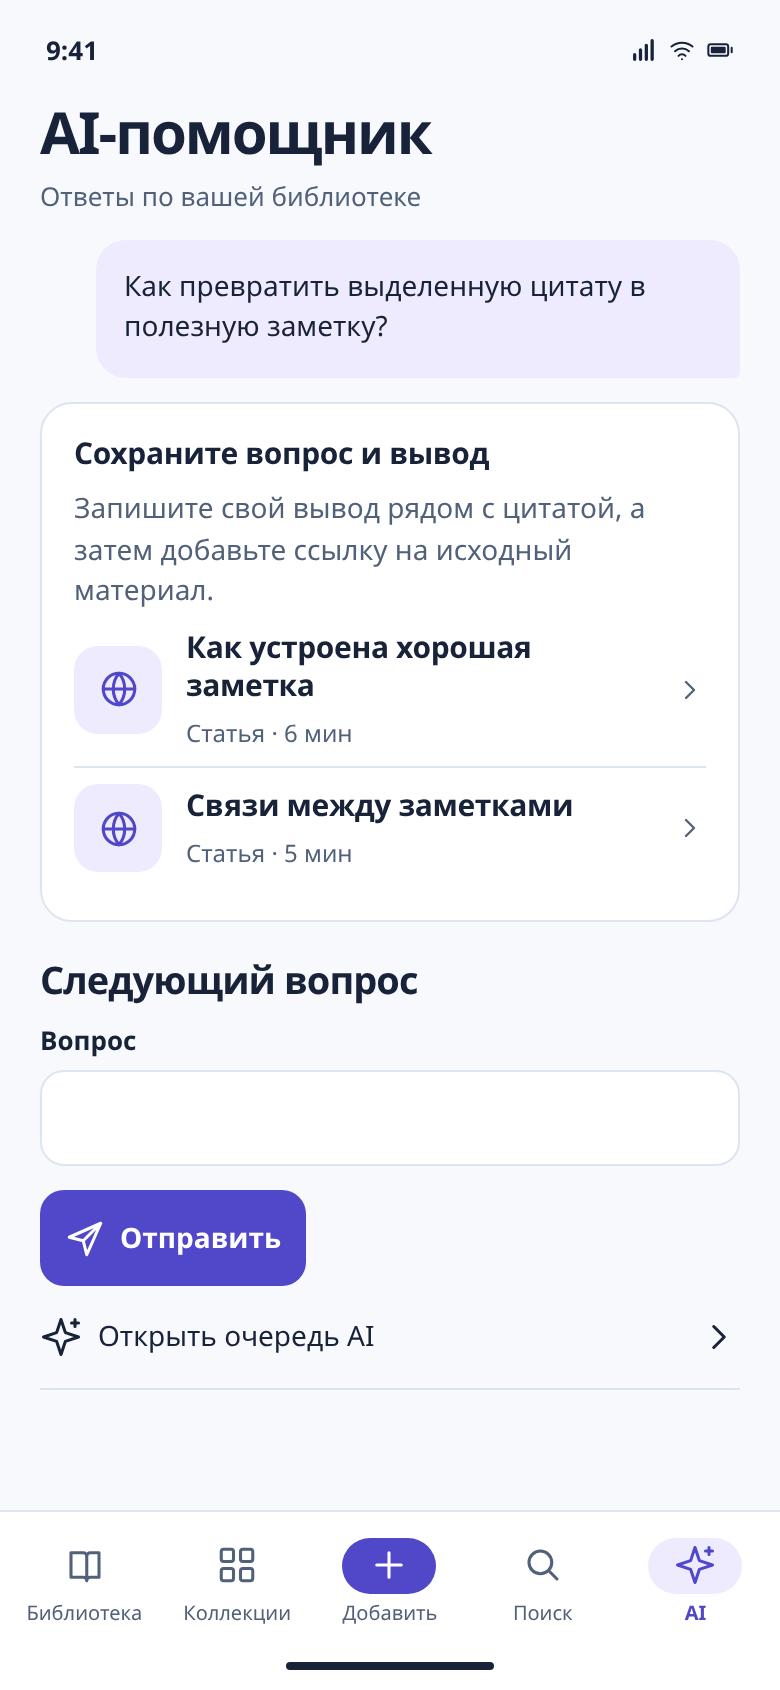 9:41
AI-помощник
Ответы по вашей библиотеке
Как превратить выделенную цитату в
полезную заметку?
Сохраните вопрос и вывод
Запишите свой вывод рядом с цитатой, а
затем добавьте ссылку на исходный
материал.
Как устроена хорошая
заметка
Статья · 6 мин
Связи между заметками
Статья · 5 мин
Следующий вопрос
Вопрос
Отправить
Открыть очередь AI
Библиотека
Коллекции
Добавить
Поиск
AI